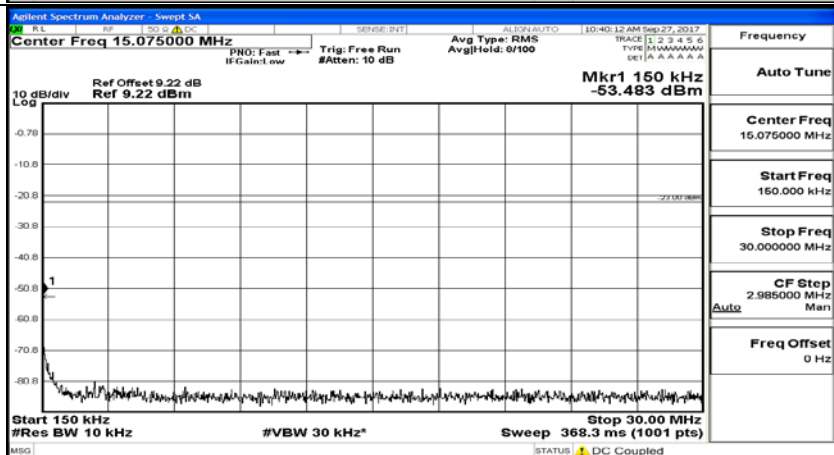 Agilent Spectrum Analyzer - Swept SA
RL RF 50 Ω DC SENSE:INT ALIGN AUTO 10:40:12 AM Sep 27, 2017
Center Freq 15.075000 MHz
PNO: Fast
IFGain:Low
Trig: Free Run
#Atten: 10 dB
Avg Type: RMS
Avg|Hold: 8/100
TRACE 1 2 3 4 5 6
TYPE M W W W W W
DET A A A A A A
Frequency
Auto Tune
Center Freq
15.075000 MHz
Start Freq
150.000 kHz
Stop Freq
30.000000 MHz
CF Step
2.985000 MHz
Auto Man
Freq Offset
0 Hz
Mkr1 150 kHz
-53.483 dBm
Ref Offset 9.22 dB
10 dB/div Ref 9.22 dBm
Log
-0.78
-10.8
-20.8
-23.00 dBm
-30.8
-40.8
1
-50.8
-60.8
-70.8
-80.8
Start 150 kHz Stop 30.00 MHz
#Res BW 10 kHz #VBW 30 kHz* Sweep 368.3 ms (1001 pts)
MSG STATUS DC Coupled